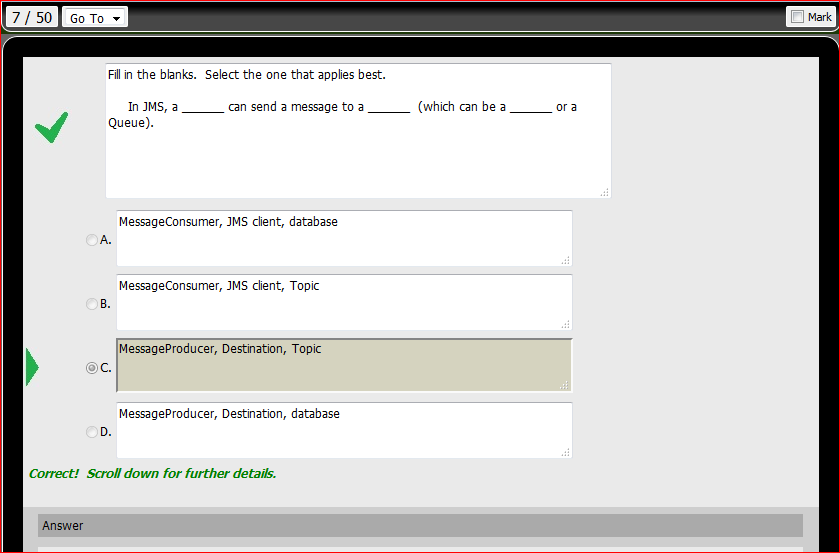 7 / 50 Go To Mark
Fill in the blanks.  Select the one that applies best.
In JMS, a ______ can send a message to a ______  (which can be a ______ or a
Queue).
A. MessageConsumer, JMS client, database
B. MessageConsumer, JMS client, Topic
C. MessageProducer, Destination, Topic
D. MessageProducer, Destination, database
Correct!  Scroll down for further details.
Answer